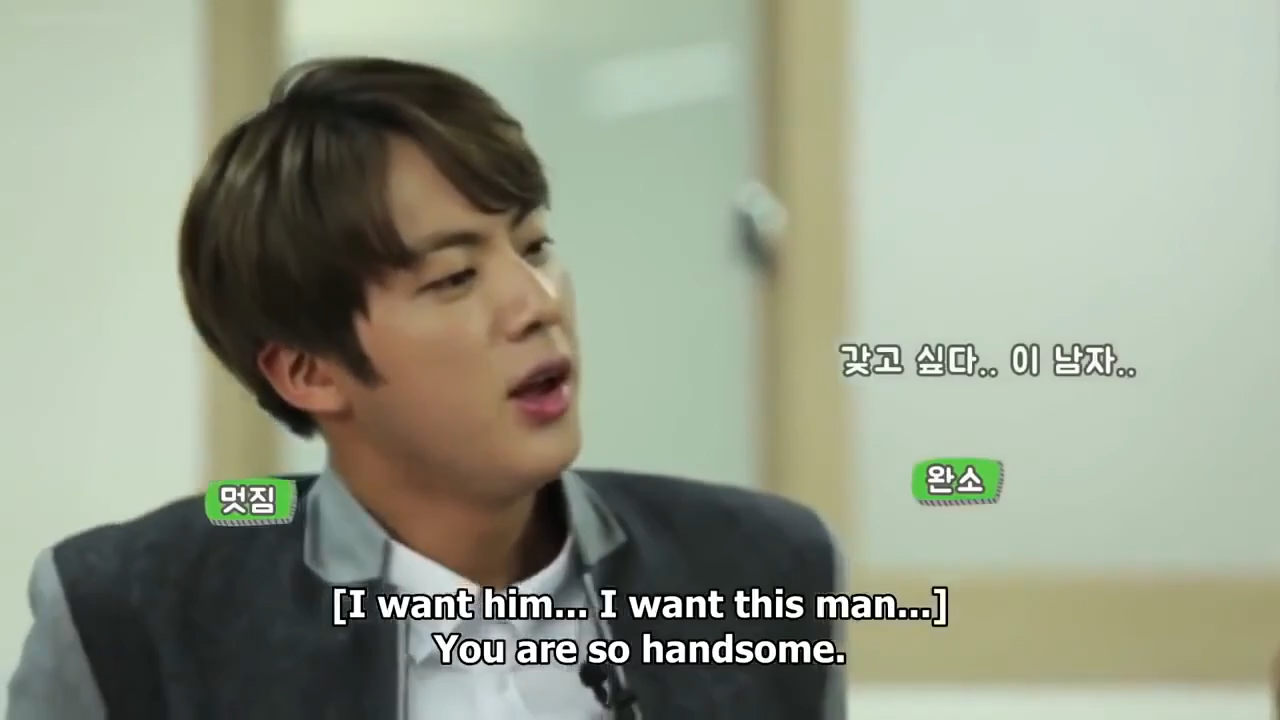 갖고 싶다.. 이 남자..
완소
멋짐
[I want him... I want this man...]
You are so handsome.